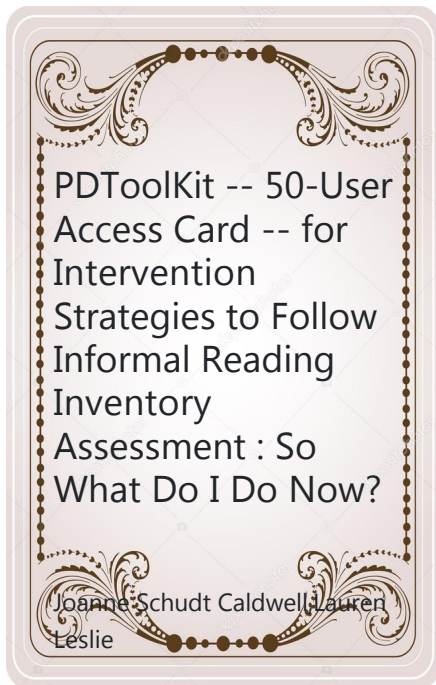 PDToolKit -- 50-User
Access Card -- for
Intervention
Strategies to Follow
Informal Reading
Inventory
Assessment : So
What Do I Do Now?
Joanne Schudt Caldwell,Lauren
Leslie